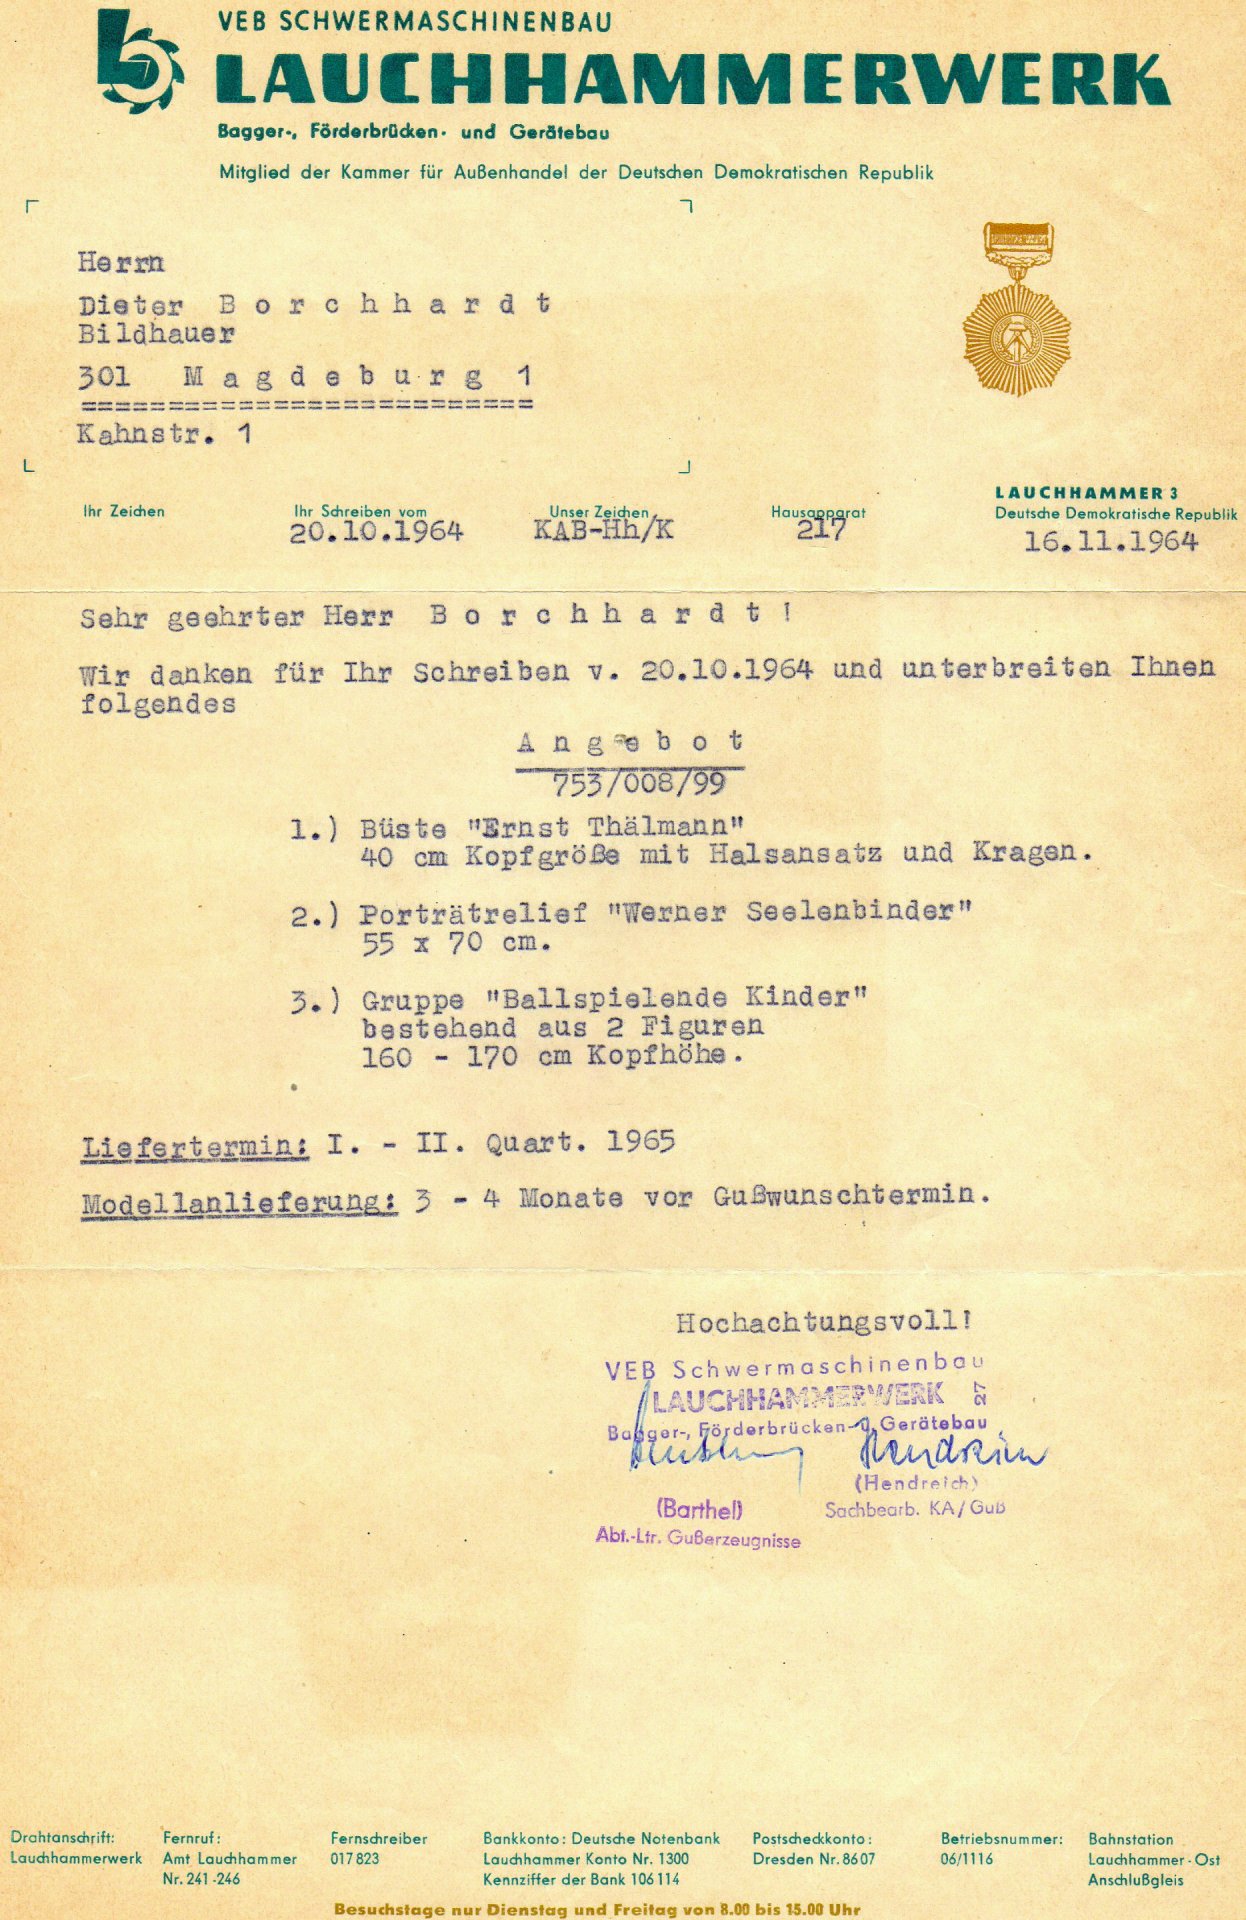 VEB SCHWERMASCHINENBAU
LAUCHHAMMERWERK
Bagger-, Förderbrücken- und Gerätebau
Mitglied der Kammer für Außenhandel der Deutschen Demokratischen Republik
Herrn
Dieter B o r c h h a r d t
Bildhauer
301 M a g d e b u r g 1
==========================
Kahnstr. 1
LAUCHHAMMER 3
Deutsche Demokratische Republik
Ihr Zeichen Ihr Schreiben vom Unser Zeichen Hausapparat
20.10.1964 KAB-Hh/K 217 16.11.1964
Sehr geehrter Herr B o r c h h a r d t !
Wir danken für Ihr Schreiben v. 20.10.1964 und unterbreiten Ihnen
folgendes
A n g e b o t
753/008/99
1.) Büste "Ernst Thälmann"
40 cm Kopfgröße mit Halsansatz und Kragen.
2.) Porträtrelief "Werner Seelenbinder"
55 x 70 cm.
3.) Gruppe "Ballspielende Kinder"
bestehend aus 2 Figuren
160 - 170 cm Kopfhöhe.
Liefertermin: I. - II. Quart. 1965
Modellanlieferung: 3 - 4 Monate vor Gußwunschtermin.
Hochachtungsvoll!
VEB Schwermaschinenbau
LAUCHHAMMERWERK 27
Bagger-, Förderbrücken- u. Gerätebau
Hendreich
(Hendreich)
(Barthel) Sachbearb. KA/Guß
Abt.-Ltr. Gußerzeugnisse
Drahtanschrift: Fernruf: Fernschreiber Bankkonto: Deutsche Notenbank Postscheckkonto: Betriebsnummer: Bahnstation
Lauchhammerwerk Amt Lauchhammer 017 823 Lauchhammer Konto Nr. 1300 Dresden Nr. 86 07 06/1116 Lauchhammer-Ost
Nr. 241-246 Kennziffer der Bank 106 114 Anschlußgleis
Besuchstage nur Dienstag und Freitag von 8.00 bis 15.00 Uhr